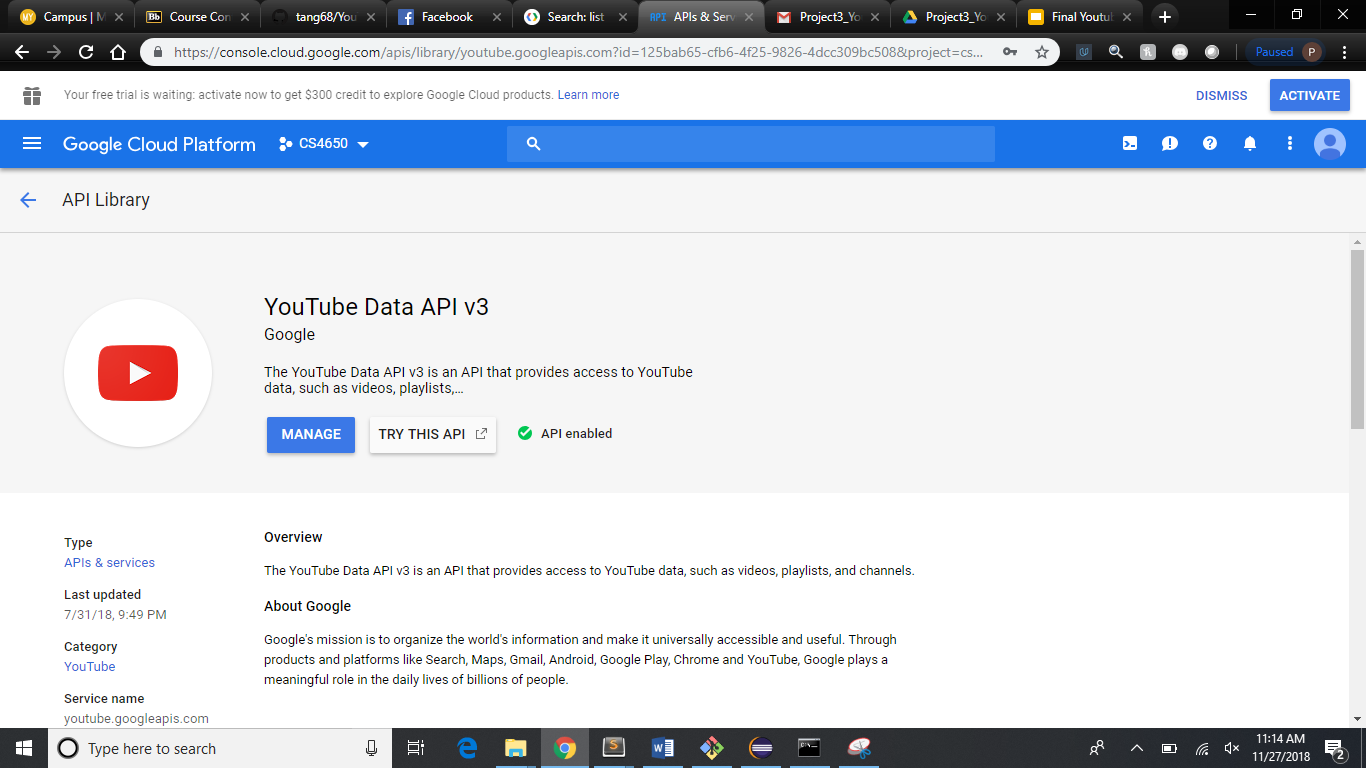 MY Campus | M
Bb Course Con
tang68/You
Facebook
Search: list
API APIs & Serv
Project3_Yo
Project3_Yo
Final Youtub
https://console.cloud.google.com/apis/library/youtube.googleapis.com?id=125bab65-cfb6-4f25-9826-4dcc309bc508&project=cs...
Paused P
Your free trial is waiting: activate now to get $300 credit to explore Google Cloud products. Learn more
DISMISS
ACTIVATE
Google Cloud Platform
CS4650
API Library
YouTube Data API v3
Google
The YouTube Data API v3 is an API that provides access to YouTube
data, such as videos, playlists,...
MANAGE
TRY THIS API
API enabled
Type
APIs & services
Last updated
7/31/18, 9:49 PM
Category
YouTube
Service name
youtube.googleapis.com
Overview
The YouTube Data API v3 is an API that provides access to YouTube data, such as videos, playlists, and channels.
About Google
Google's mission is to organize the world's information and make it universally accessible and useful. Through
products and platforms like Search, Maps, Gmail, Android, Google Play, Chrome and YouTube, Google plays a
meaningful role in the daily lives of billions of people.
Type here to search
11:14 AM
11/27/2018
2